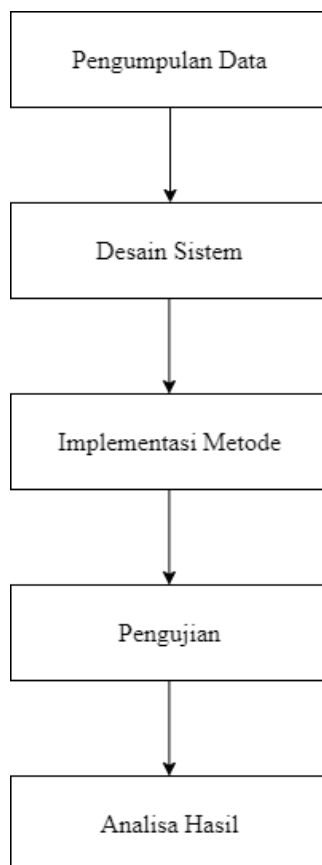 Pengumpulan Data
Desain Sistem
Implementasi Metode
Pengujian
Analisa Hasil